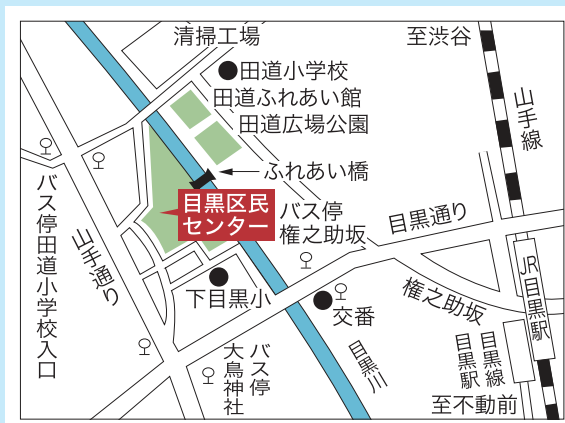 清掃工場
至渋谷
田道小学校
田道ふれあい館
田道広場公園
山手線
ふれあい橋
目黒区民
センター
バス停
権之助坂
目黒通り
バス停田道小学校入口
山手通り
下目黒小
交番
権之助坂
JR目黒駅
目黒線
目黒駅
目黒川
バス停
大鳥神社
至不動前